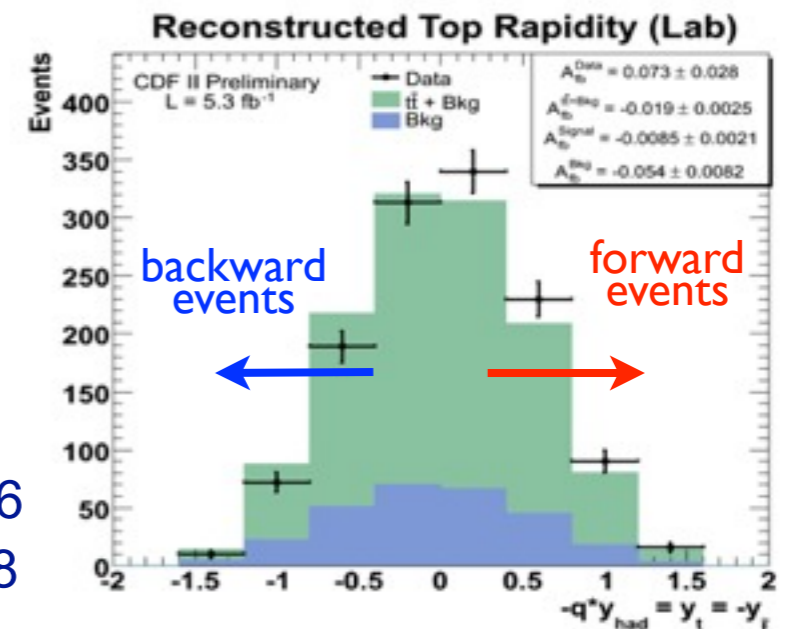 Reconstructed Top Rapidity (Lab)
Events
CDF II Preliminary
L = 5.3 fb⁻¹
Data
tt̄ + Bkg
Bkg
A_fb^Data = 0.073 ± 0.028
A_fb^tt̄+Bkg = -0.019 ± 0.0025
A_fb^Signal = -0.0085 ± 0.0021
A_fb^Bkg = -0.054 ± 0.0082
400
350
300
250
200
150
100
50
0
backward
events
forward
events
6
8
-2 -1.5 -1 -0.5 0 0.5 1 1.5 2
-q*y_had = y_t = -y_t̄